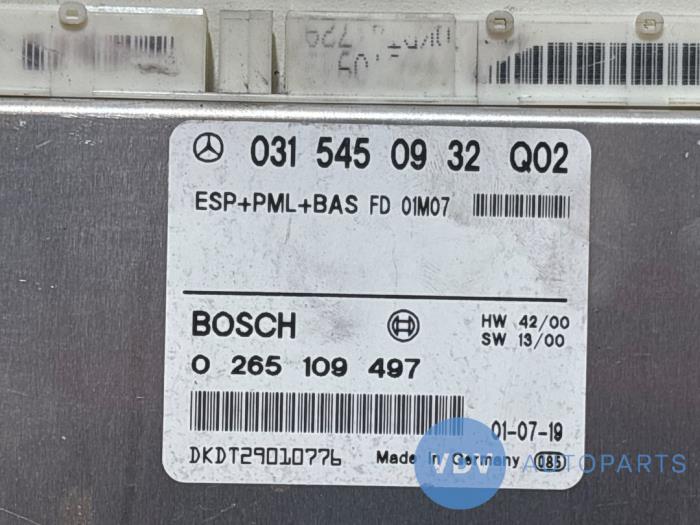 031 545 09 32 Q02
ESP+PML+BAS FD 01M07
BOSCH
HW 42/00
SW 13/00
0 265 109 497
01-07-19
DKDT29010776 Made in Germany 085
VDV AUTOPARTS